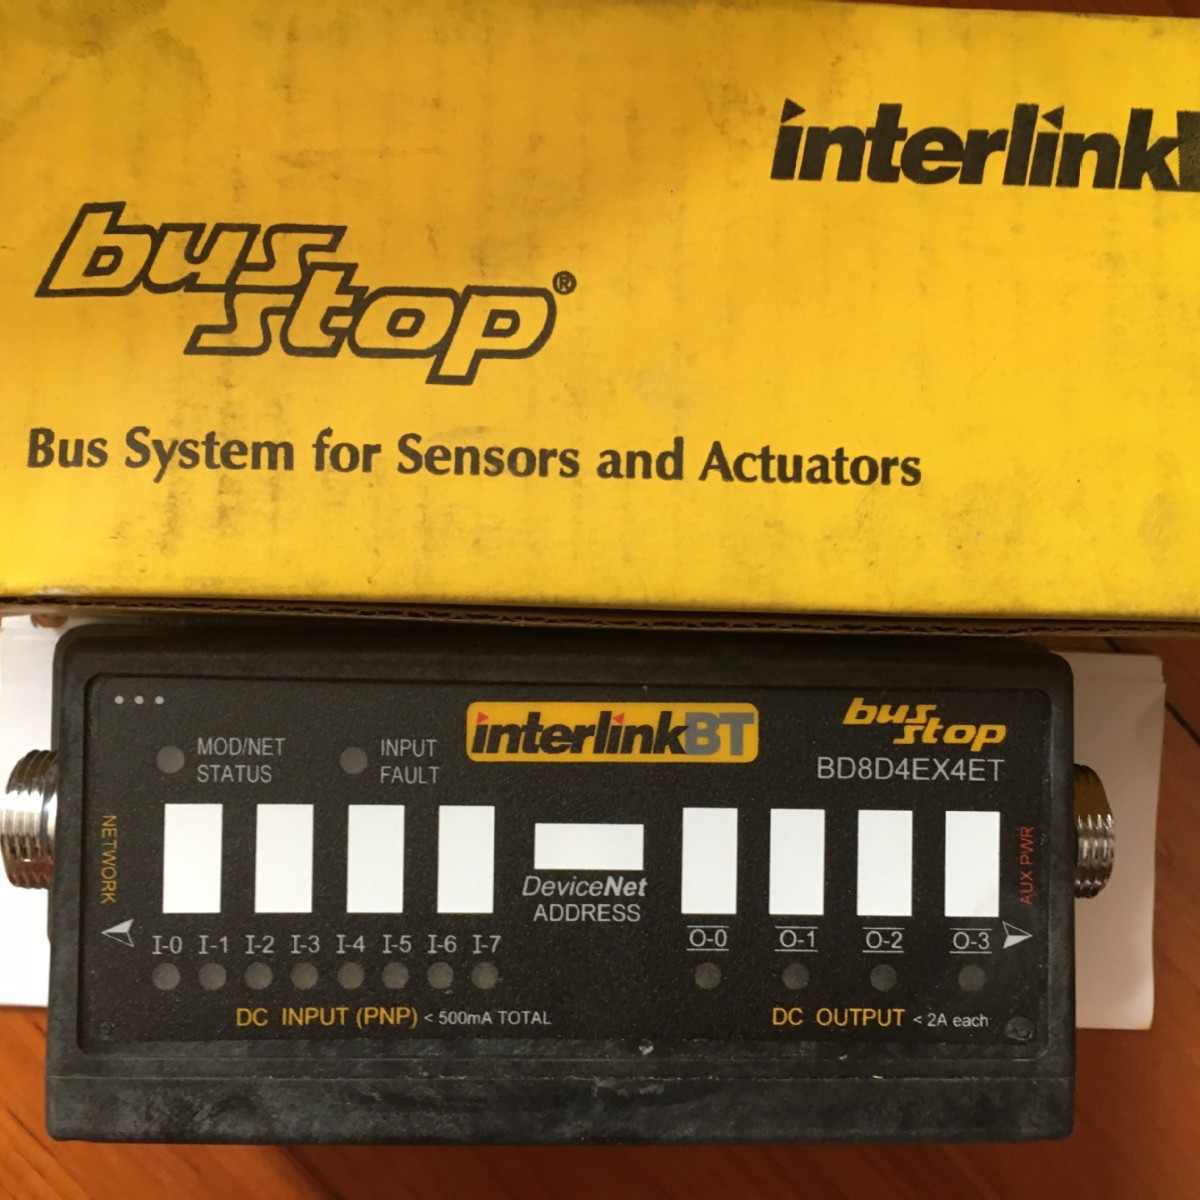 interlink
bus
stop®
Bus System for Sensors and Actuators
interlinkBT
bus
stop
BD8D4EX4ET
MOD/NET
STATUS
INPUT
FAULT
NETWORK
AUX PWR
DeviceNet
ADDRESS
I-0 I-1 I-2 I-3 I-4 I-5 I-6 I-7
O-0 O-1 O-2 O-3
DC INPUT (PNP) < 500mA TOTAL
DC OUTPUT < 2A each